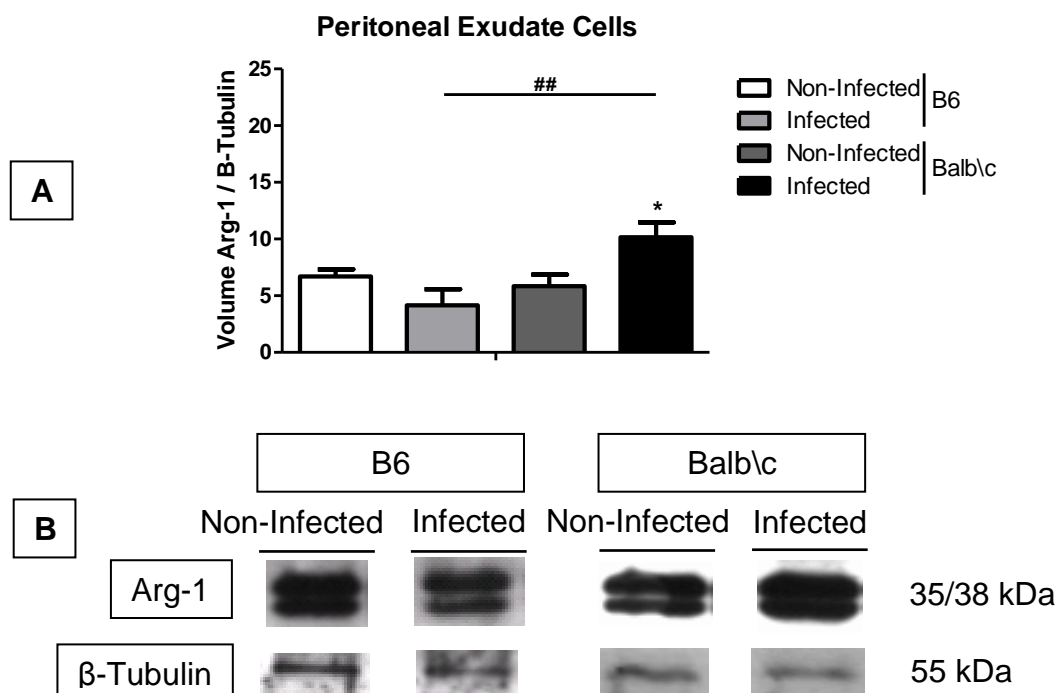 Peritoneal Exudate Cells
A
Volume Arg-1 / B-Tubulin
25
20
15
10
5
0
##
*
Non-Infected
Infected
B6
Non-Infected
Infected
Balb\c
B
B6
Balb\c
Non-Infected
Infected
Non-Infected
Infected
Arg-1
35/38 kDa
β-Tubulin
55 kDa